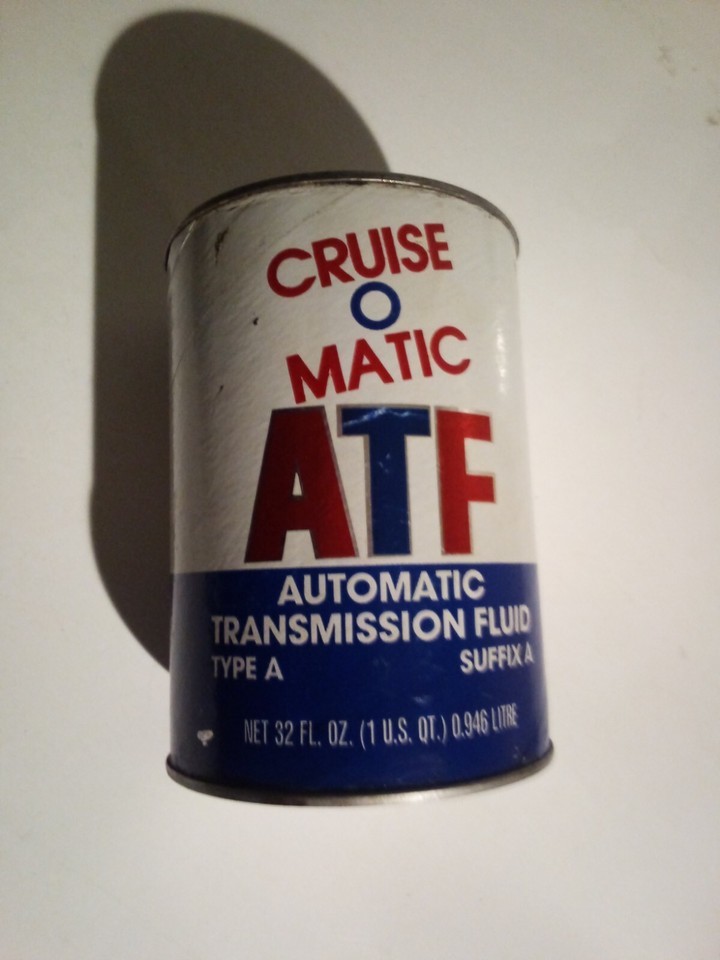 CRUISE
O
MATIC
ATF
AUTOMATIC
TRANSMISSION FLUID
TYPE A SUFFIX A
NET 32 FL. OZ. (1 U.S. QT.) 0.946 LITRE